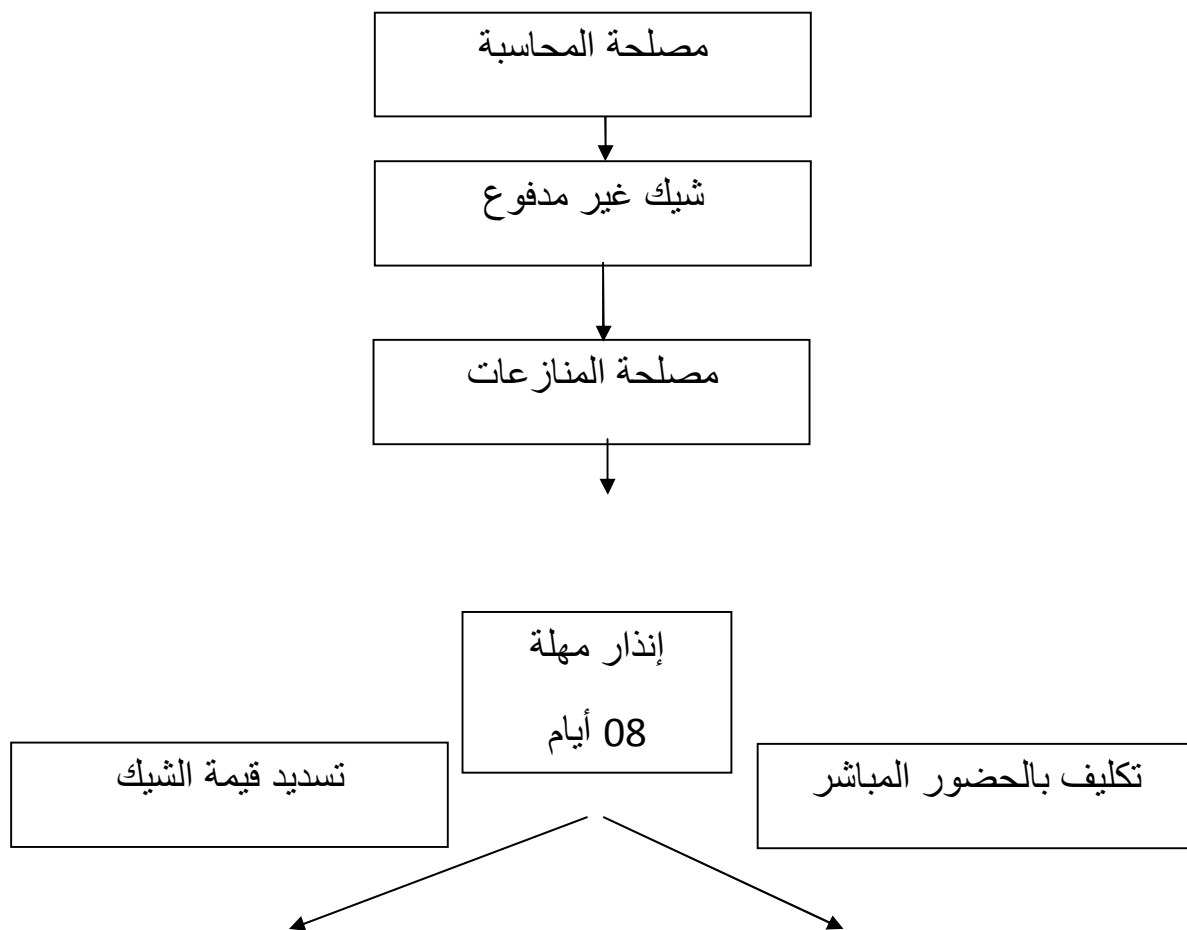 مصلحة المحاسبة
شيك غير مدفوع
مصلحة المنازعات
إنذار مهلة
08 أيام
تكليف بالحضور المباشر
تسديد قيمة الشيك